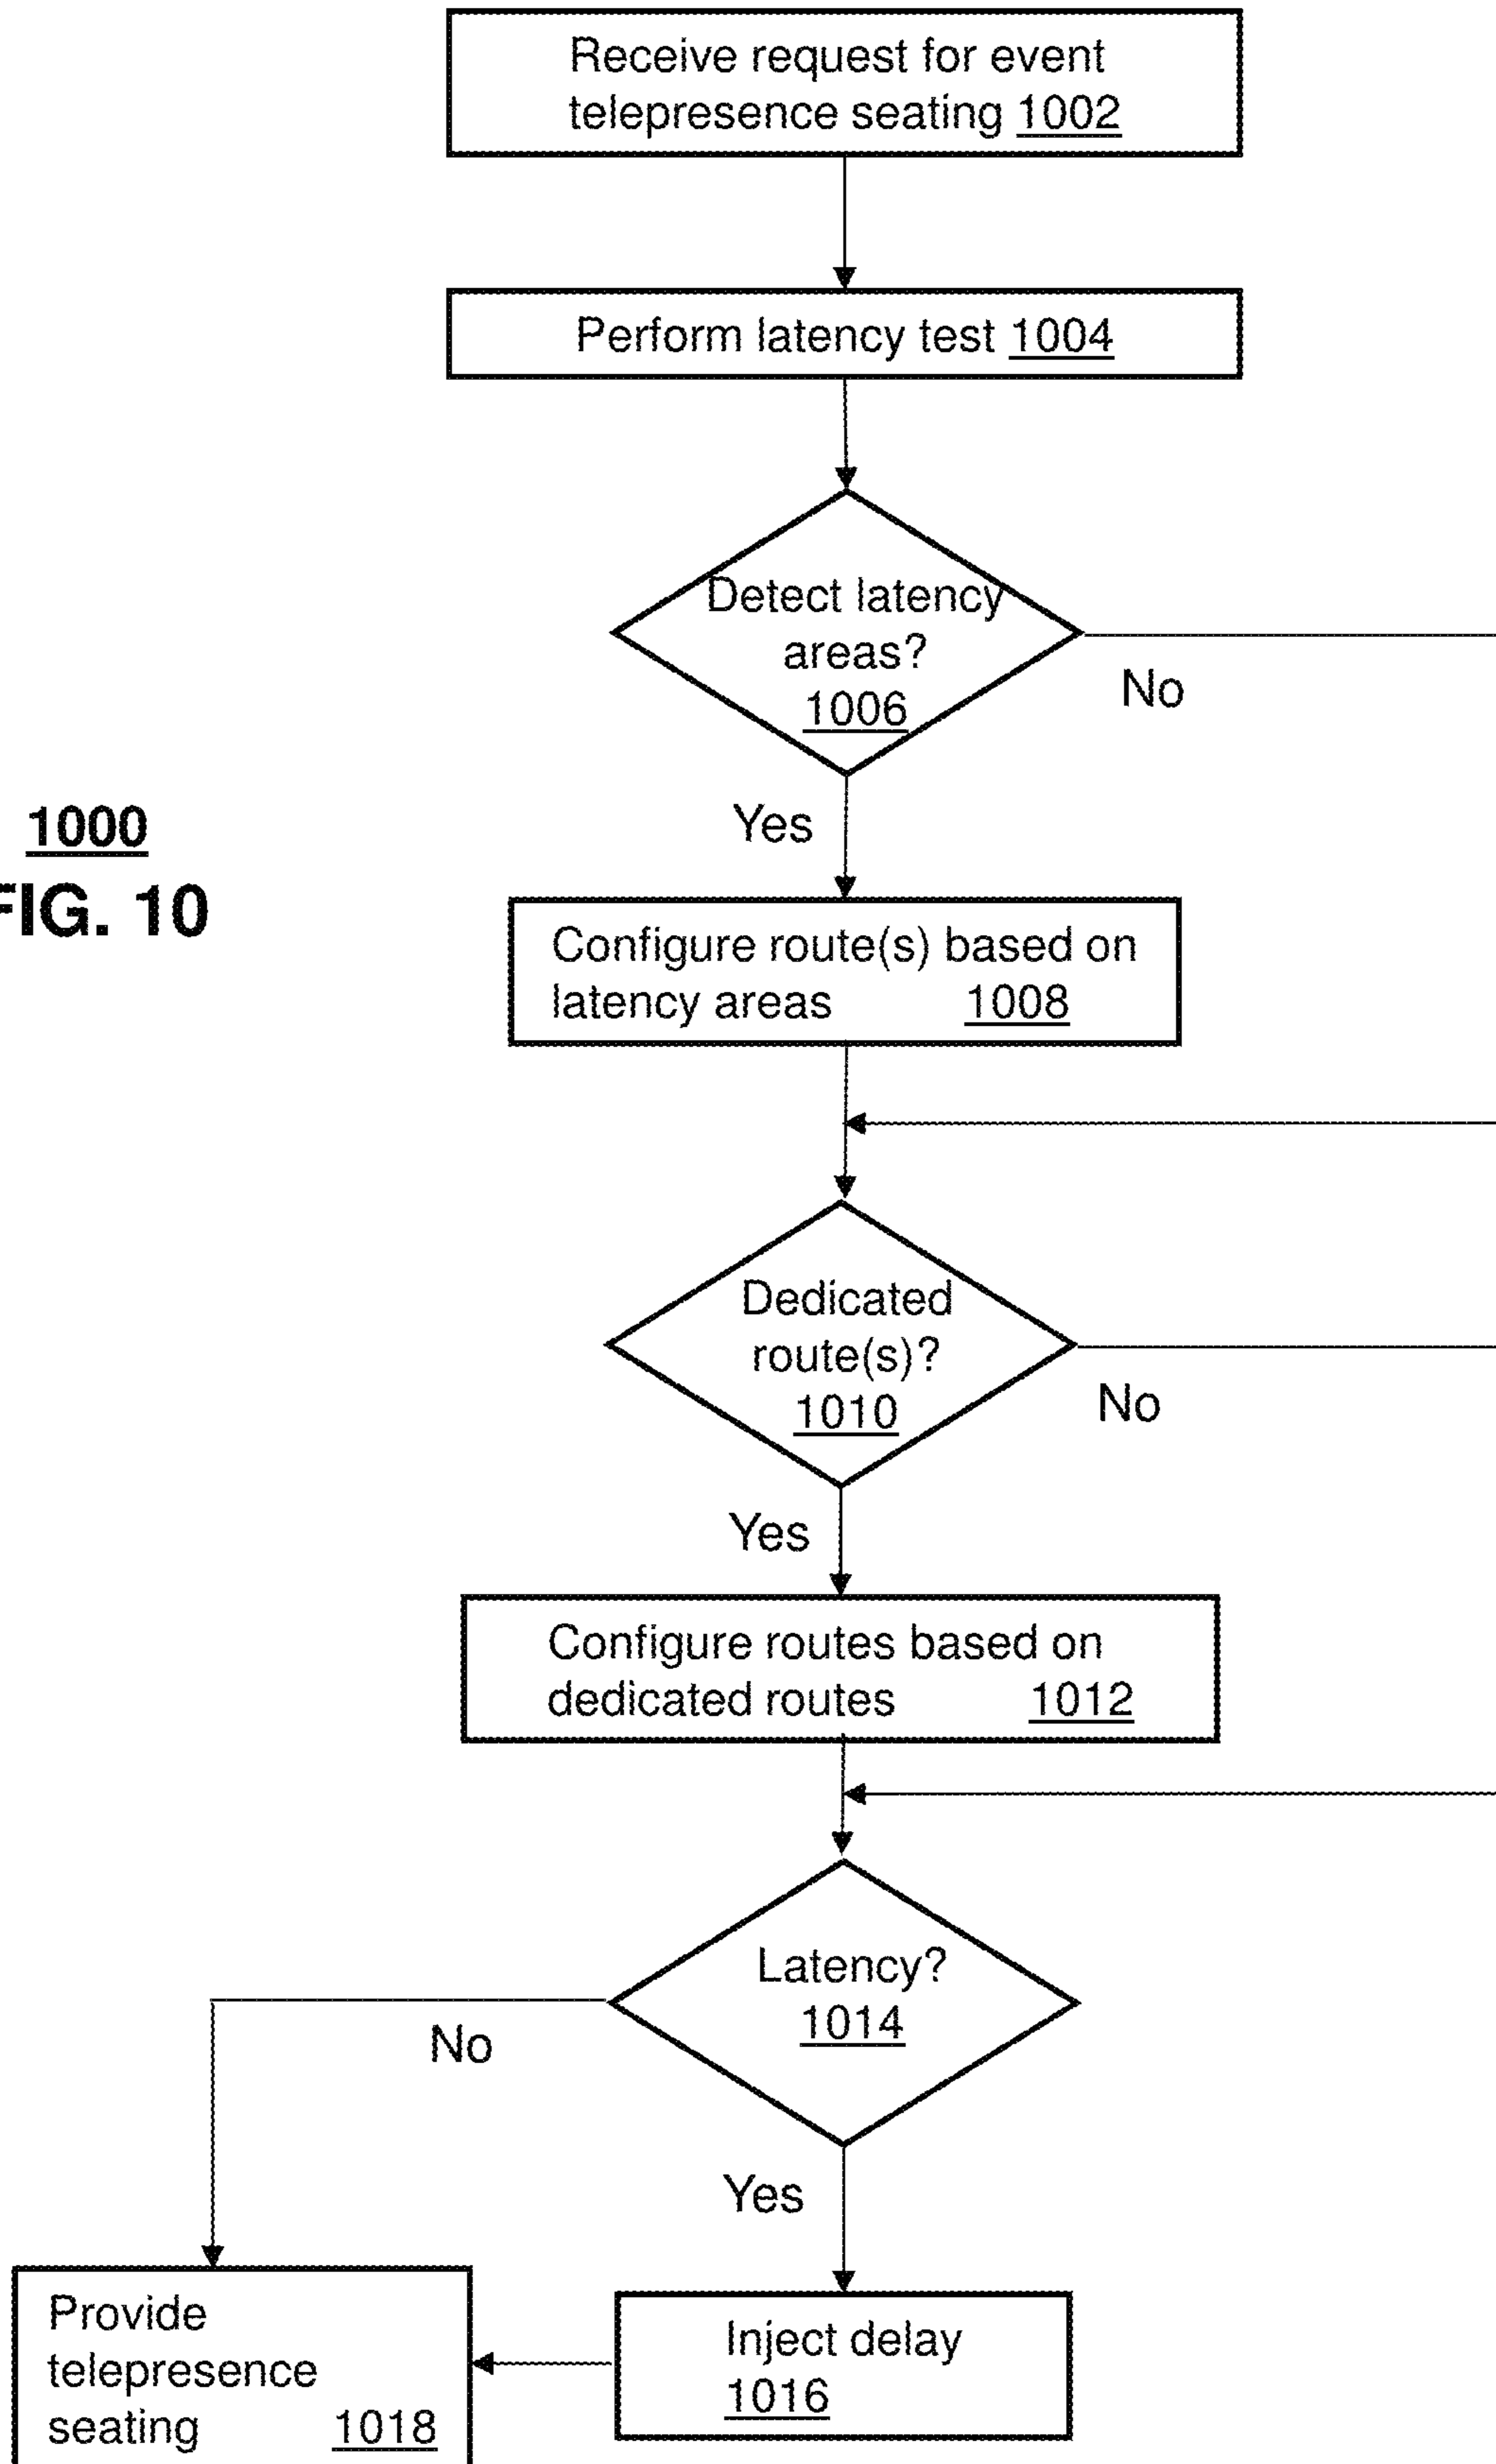 Receive request for event
telepresence seating 1002
Perform latency test 1004
Detect latency
areas?
1006
No
Yes
1000
FIG. 10
Configure route(s) based on
latency areas 1008
Dedicated
route(s)?
1010
No
Yes
Configure routes based on
dedicated routes 1012
Latency?
1014
No
Yes
Provide
telepresence
seating 1018
Inject delay
1016